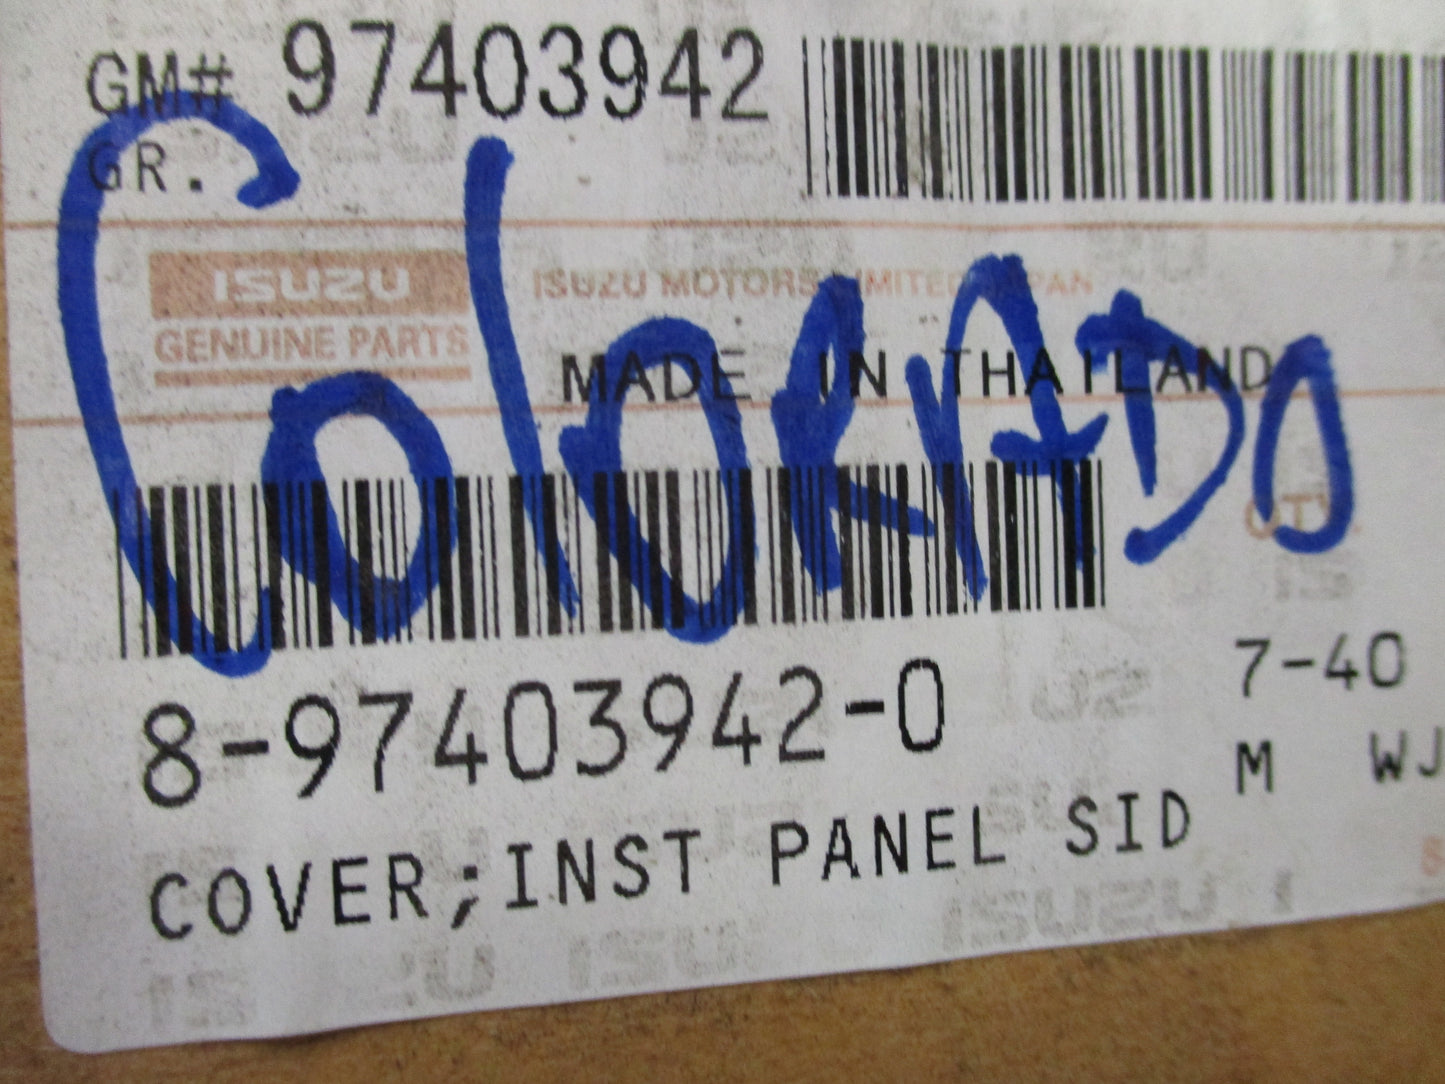 GM# 97403942
GR.
ISUZU
GENUINE PARTS
ISUZU MOTORS LIMITED JAPAN
MADE IN THAILAND
ColoRADO
QTY.
8-97403942-0
7-40
M WJ
COVER;INST PANEL SID